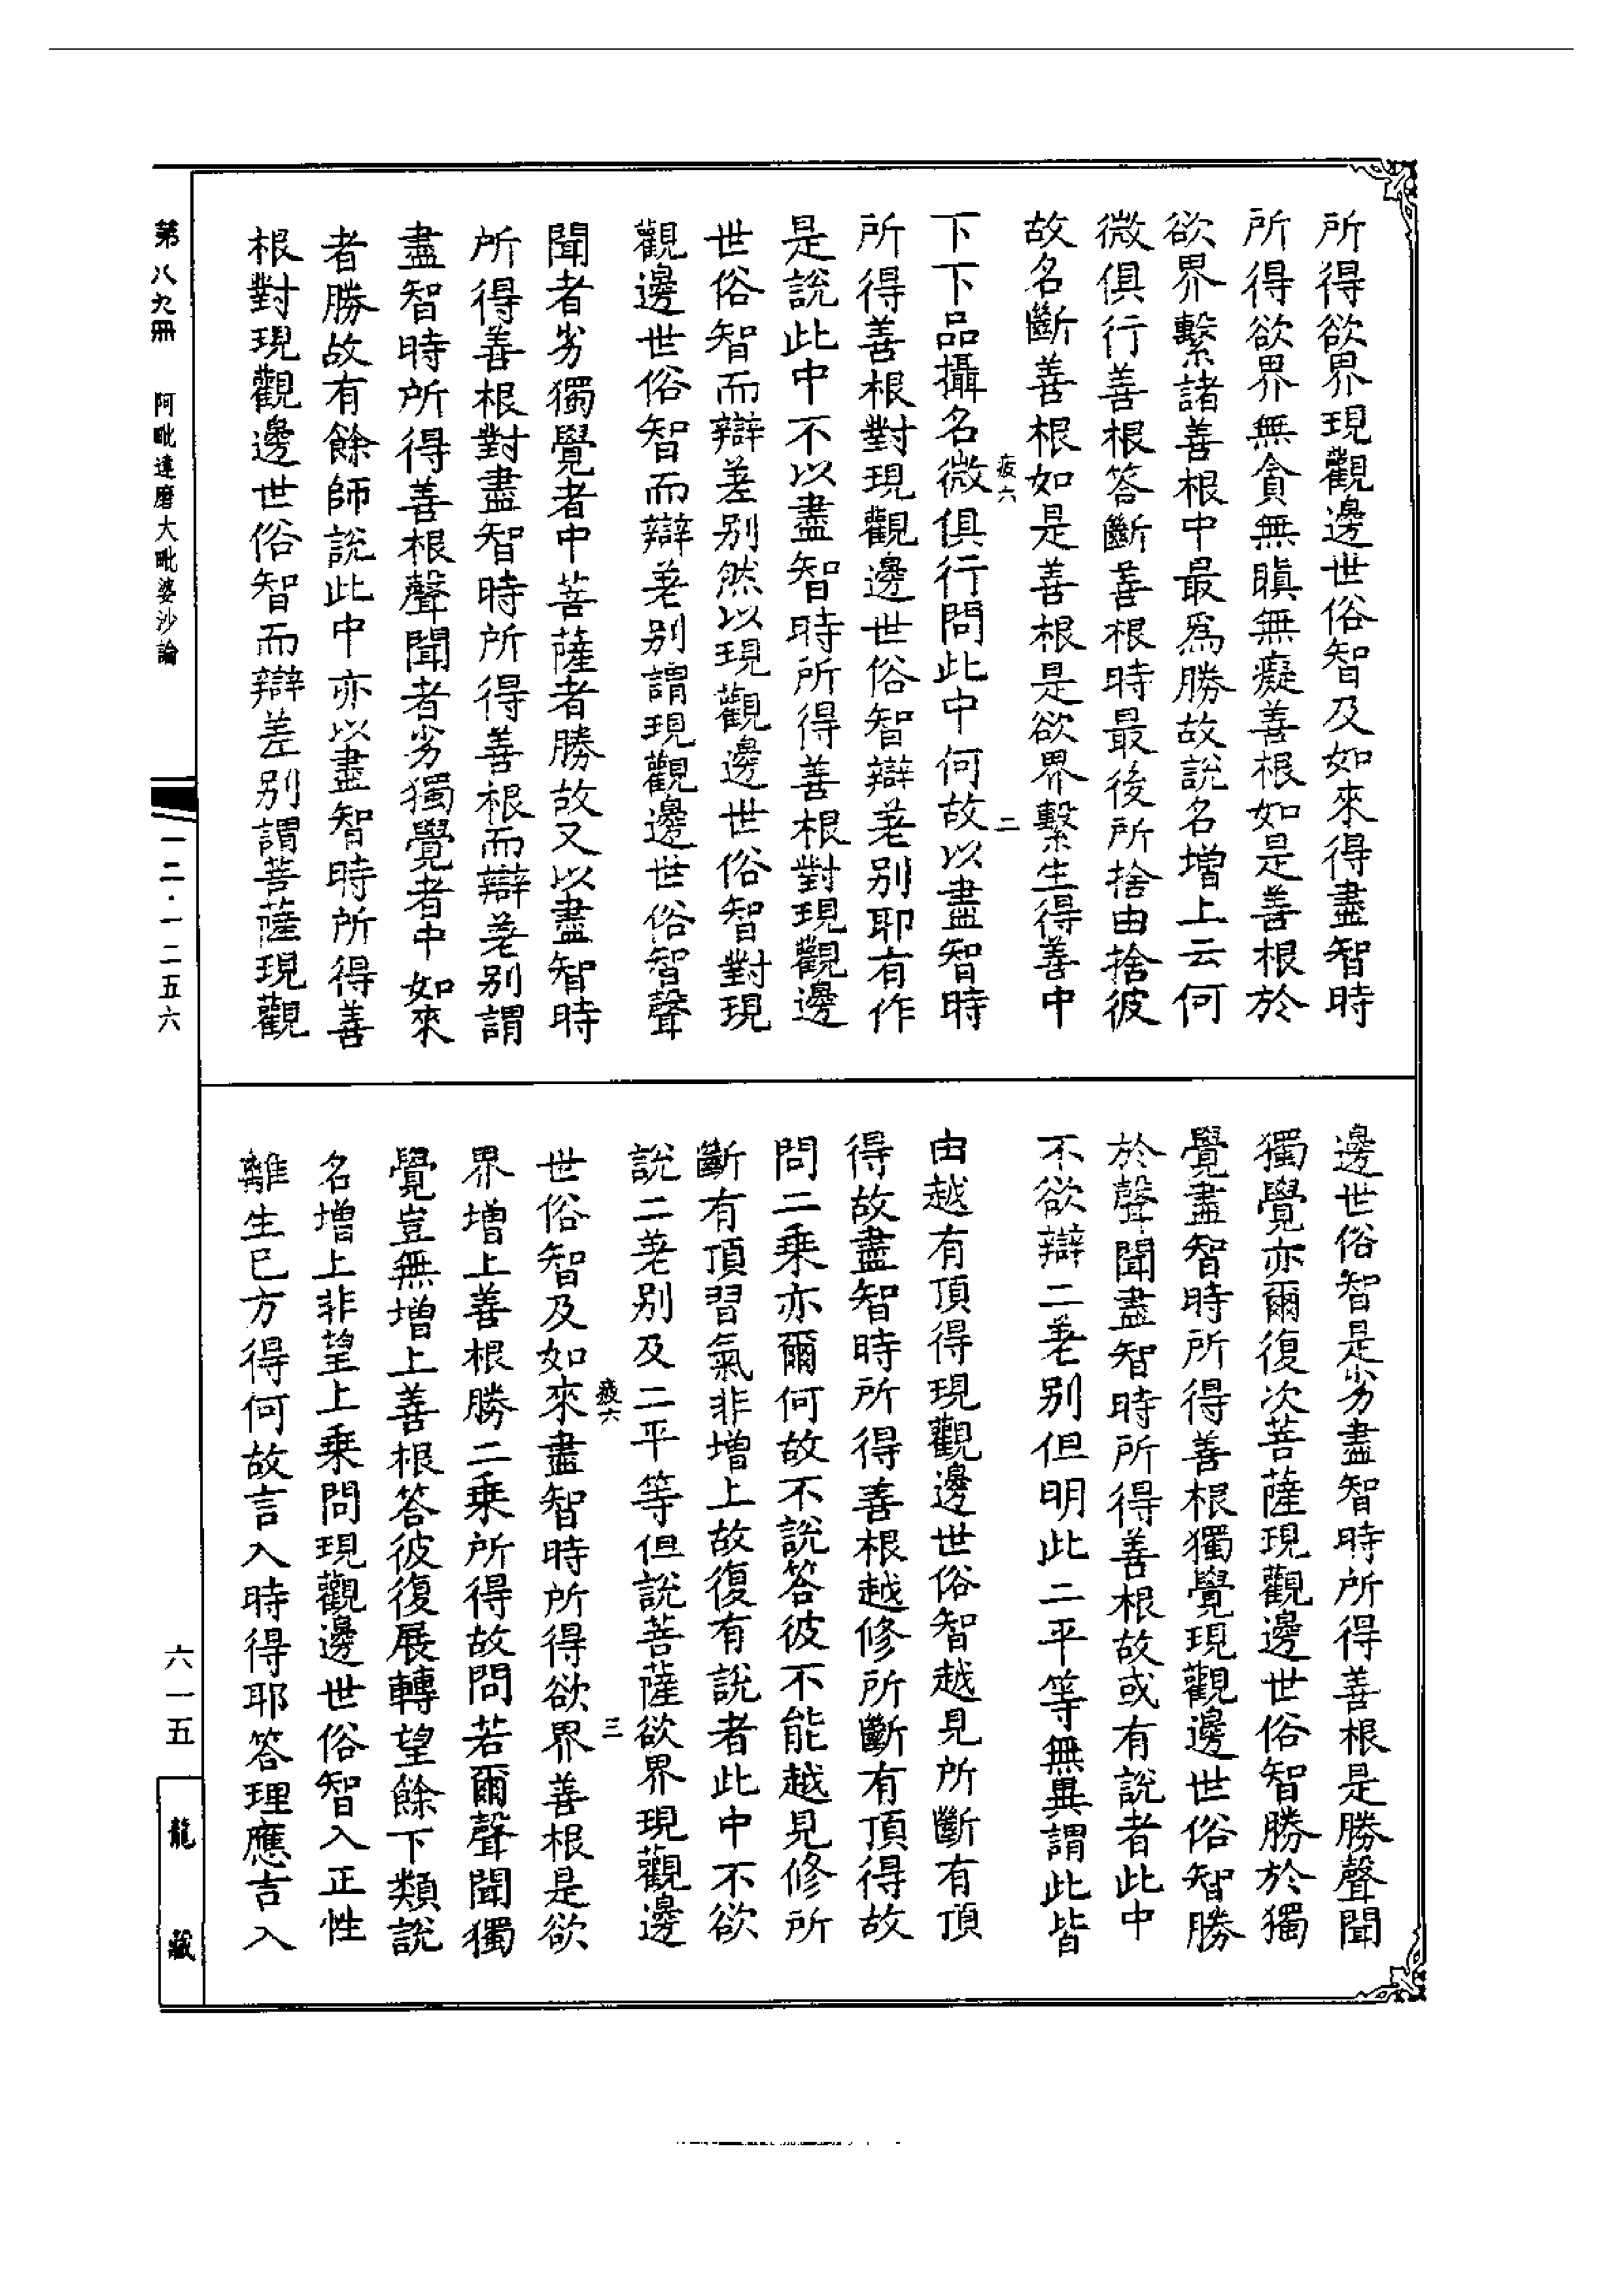 所得欲界現觀邊世俗智及如來得盡智時
所得欲界無貪無瞋無癡善根如是善根於
欲界繫諸善根中最爲勝故說名增上云何
微俱行善根答斷善根時最後所捨由捨彼
故名斷善根如是善根是欲界繫生得善中
疲六
二
下下品攝名微俱行問此中何故以盡智時
所得善根對現觀邊世俗智辯差別耶有作
是說此中不以盡智時所得善根對現觀邊
世俗智而辯差别然以現觀邊世俗智對現
觀邊世俗智而辯差别謂現觀邊世俗智聲
聞者劣獨覺者中菩薩者勝故又以盡智時
所得善根對盡智時所得善根而辯差别謂
盡智時所得善根聲聞者劣獨覺者中如來
者勝故有餘師說此中亦以盡智時所得善
根對現觀邊世俗智而辯差别謂菩薩現觀
邊世俗智是劣盡智時所得善根是勝聲聞
獨覺亦爾復次菩薩現觀邊世俗智勝於獨
覺盡智時所得善根獨覺現觀邊世俗智勝
於聲聞盡智時所得善根故或有說者此中
不欲辯二差别但明此二平等無異謂此皆
由越有頂得現觀邊世俗智越見所斷有頂
得故盡智時所得善根越修所斷有頂得故
問二乘亦爾何故不說答彼不能越見修所
斷有頂習氣非增上故復有說者此中不欲
說二差别及二平等但說菩薩欲界現觀邊
疲六
三
世俗智及如來盡智時所得欲界善根是欲
界增上善根勝二乘所得故問若爾聲聞獨
覺豈無增上善根答彼復展轉望餘下類說
名增上非望上乘問現觀邊世俗智入正性
離生已方得何故言入時得耶答理應言入
第八九冊 阿毗達磨大毗婆沙論
一二·一二五六
六一五
龍藏